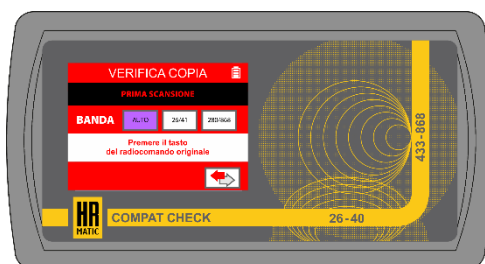 VERIFICA COPIA
PRIMA SCANSIONE
BANDA AUTO 26/41 280/868
Premere il tasto
del radiocomando originale
433-868
HR
MATIC
COMPAT CHECK
26-40